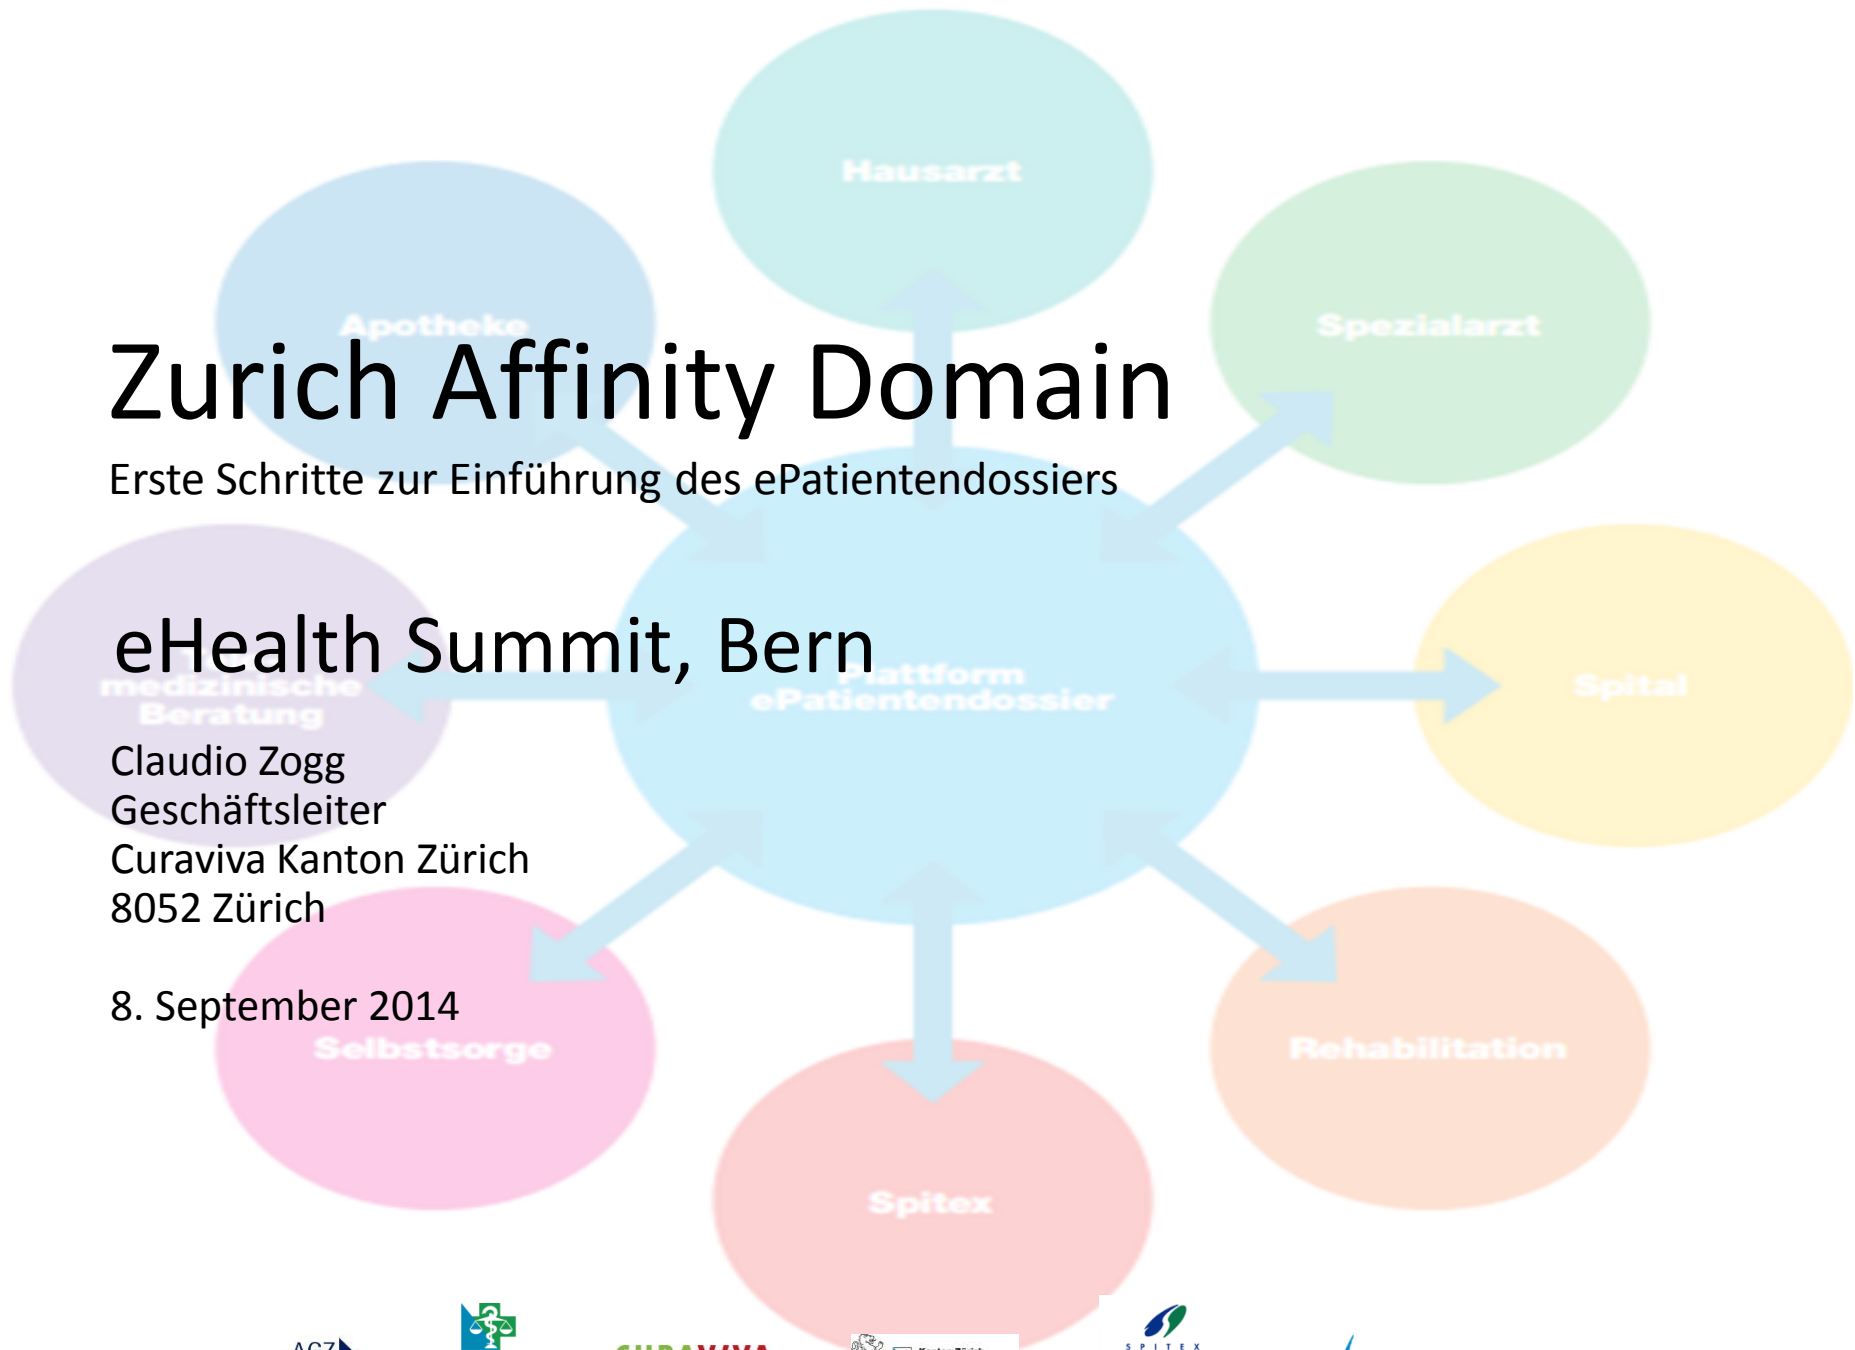 Hausarzt
Apotheke
Spezialarzt
Zurich Affinity Domain
Erste Schritte zur Einführung des ePatientendossiers
eHealth Summit, Bern
medizinische
Beratung
Plattform
ePatientendossier
Spital
Claudio Zogg
Geschäftsleiter
Curaviva Kanton Zürich
8052 Zürich
8. September 2014
Selbstsorge
Rehabilitation
Spitex
SPITEX